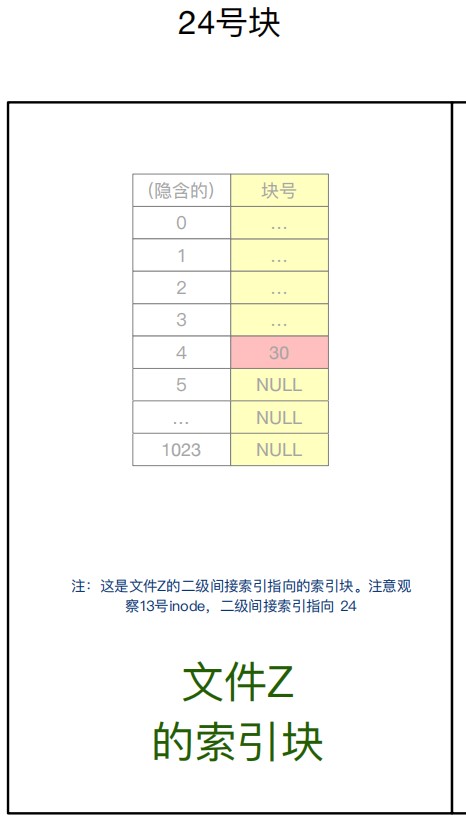 24号块
(隐含的) 块号
0 ...
1 ...
2 ...
3 ...
4 30
5 NULL
... NULL
1023 NULL
注：这是文件Z的二级间接索引指向的索引块。注意观
察13号inode，二级间接索引指向 24
文件Z
的索引块